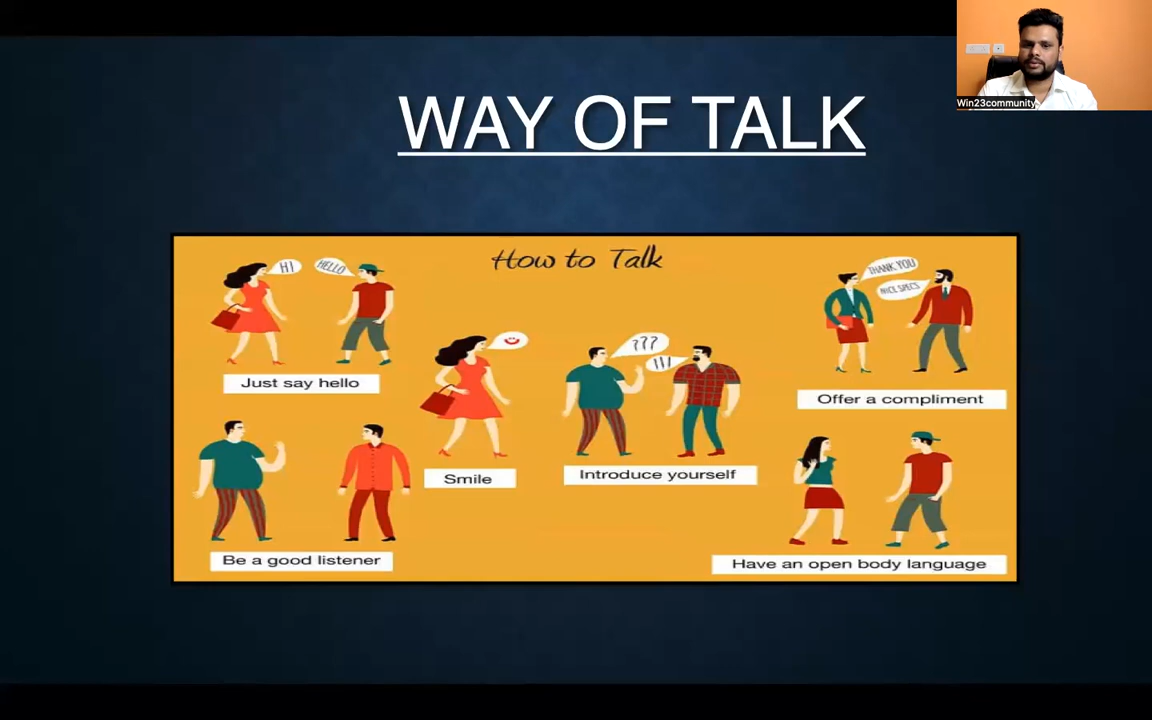 WAY OF TALK
Win23community
How to Talk
HI
HELLO
THANK YOU
NICE SPECS
???
!!!
Just say hello
Offer a compliment
Smile
Introduce yourself
Be a good listener
Have an open body language